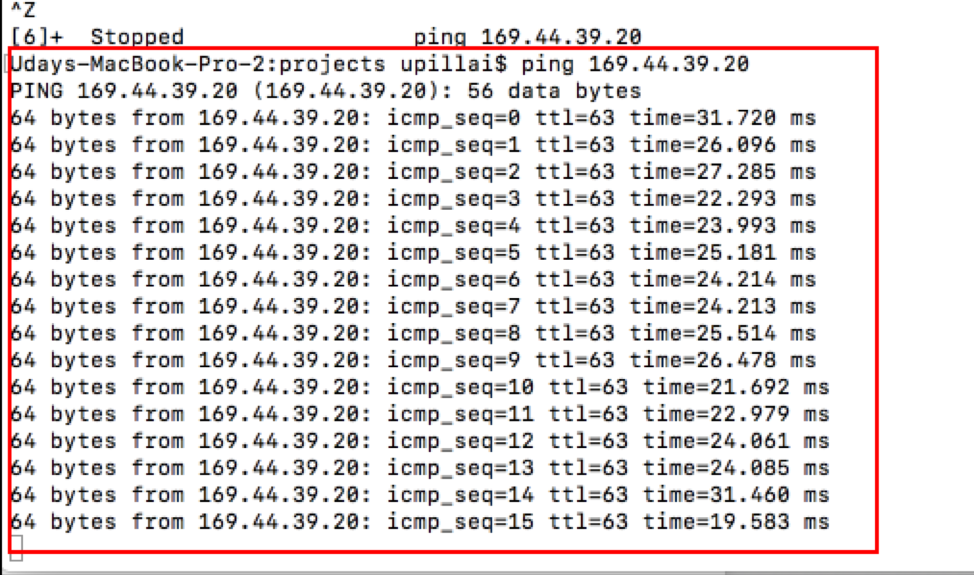 ^Z
[6]+  Stopped                 ping 169.44.39.20
Udays-MacBook-Pro-2:projects upillai$ ping 169.44.39.20
PING 169.44.39.20 (169.44.39.20): 56 data bytes
64 bytes from 169.44.39.20: icmp_seq=0 ttl=63 time=31.720 ms
64 bytes from 169.44.39.20: icmp_seq=1 ttl=63 time=26.096 ms
64 bytes from 169.44.39.20: icmp_seq=2 ttl=63 time=27.285 ms
64 bytes from 169.44.39.20: icmp_seq=3 ttl=63 time=22.293 ms
64 bytes from 169.44.39.20: icmp_seq=4 ttl=63 time=23.993 ms
64 bytes from 169.44.39.20: icmp_seq=5 ttl=63 time=25.181 ms
64 bytes from 169.44.39.20: icmp_seq=6 ttl=63 time=24.214 ms
64 bytes from 169.44.39.20: icmp_seq=7 ttl=63 time=24.213 ms
64 bytes from 169.44.39.20: icmp_seq=8 ttl=63 time=25.514 ms
64 bytes from 169.44.39.20: icmp_seq=9 ttl=63 time=26.478 ms
64 bytes from 169.44.39.20: icmp_seq=10 ttl=63 time=21.692 ms
64 bytes from 169.44.39.20: icmp_seq=11 ttl=63 time=22.979 ms
64 bytes from 169.44.39.20: icmp_seq=12 ttl=63 time=24.061 ms
64 bytes from 169.44.39.20: icmp_seq=13 ttl=63 time=24.085 ms
64 bytes from 169.44.39.20: icmp_seq=14 ttl=63 time=31.460 ms
64 bytes from 169.44.39.20: icmp_seq=15 ttl=63 time=19.583 ms